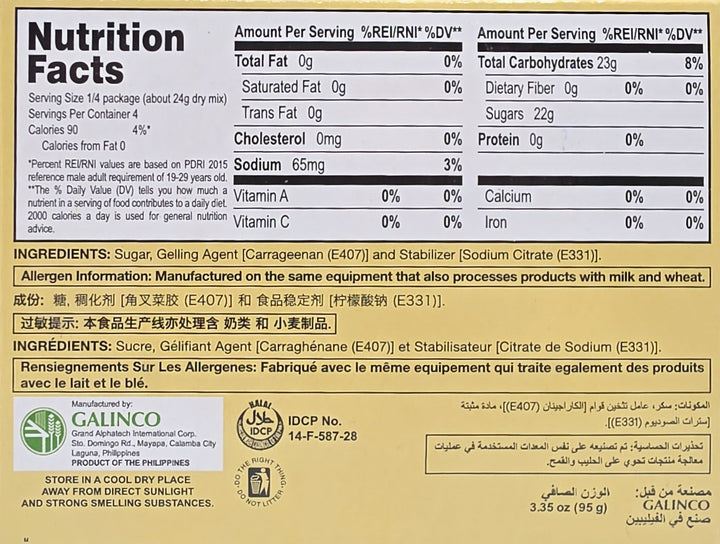 Nutrition
Facts
Serving Size 1/4 package (about 24g dry mix)
Servings Per Container 4
Calories 90 4%*
Calories from Fat 0
*Percent REI/RNI values are based on PDRI 2015
reference male adult requirement of 19-29 years old.
**The % Daily Value (DV) tells you how much a
nutrient in a serving of food contributes to a daily diet.
2000 calories a day is used for general nutrition
advice.
Amount Per Serving %REI/RNI* %DV**
Total Fat 0g 0%
Saturated Fat 0g 0%
Trans Fat 0g
Cholesterol 0mg 0%
Sodium 65mg 3%
Vitamin A 0% 0%
Vitamin C 0% 0%
Amount Per Serving %REI/RNI* %DV**
Total Carbohydrates 23g 8%
Dietary Fiber 0g 0% 0%
Sugars 22g
Protein 0g 0%
Calcium 0% 0%
Iron 0% 0%
INGREDIENTS: Sugar, Gelling Agent [Carrageenan (E407)] and Stabilizer [Sodium Citrate (E331)].
Allergen Information: Manufactured on the same equipment that also processes products with milk and wheat.
成份: 糖, 稠化剂 [角叉菜胶 (E407)] 和 食品稳定剂 [柠檬酸钠 (E331)].
过敏提示: 本食品生产线亦处理含 奶类 和 小麦制品.
INGRÉDIENTS: Sucre, Gélifiant Agent [Carraghénane (E407)] et Stabilisateur [Citrate de Sodium (E331)].
Rensiegnements Sur Les Allergenes: Fabriqué avec le même equipement qui traite egalement des produits
avec le lait et le blé.
Manufactured by:
GALINCO
Grand Alphatech International Corp.
Sto. Domingo Rd., Mayapa, Calamba City
Laguna, Philippines
PRODUCT OF THE PHILIPPINES
STORE IN A COOL DRY PLACE
AWAY FROM DIRECT SUNLIGHT
AND STRONG SMELLING SUBSTANCES.
HALAL
حلال
IDCP
IDCP No.
14-F-587-28
DO THE RIGHT THING
DO NOT LITTER
المكونات: سكر، عامل تثخين قوام [الكاراجينان (E407)]، مادة مثبتة
[سترات الصوديوم (E331)].
تحذيرات الحساسية: تم تصنيعه على نفس المعدات المستخدمة في عمليات
معالجة منتجات تحوي على الحليب والقمح.
الوزن الصافي
3.35 oz (95 g)
مصنعة من قبل:
GALINCO
صنع في الفيليبين